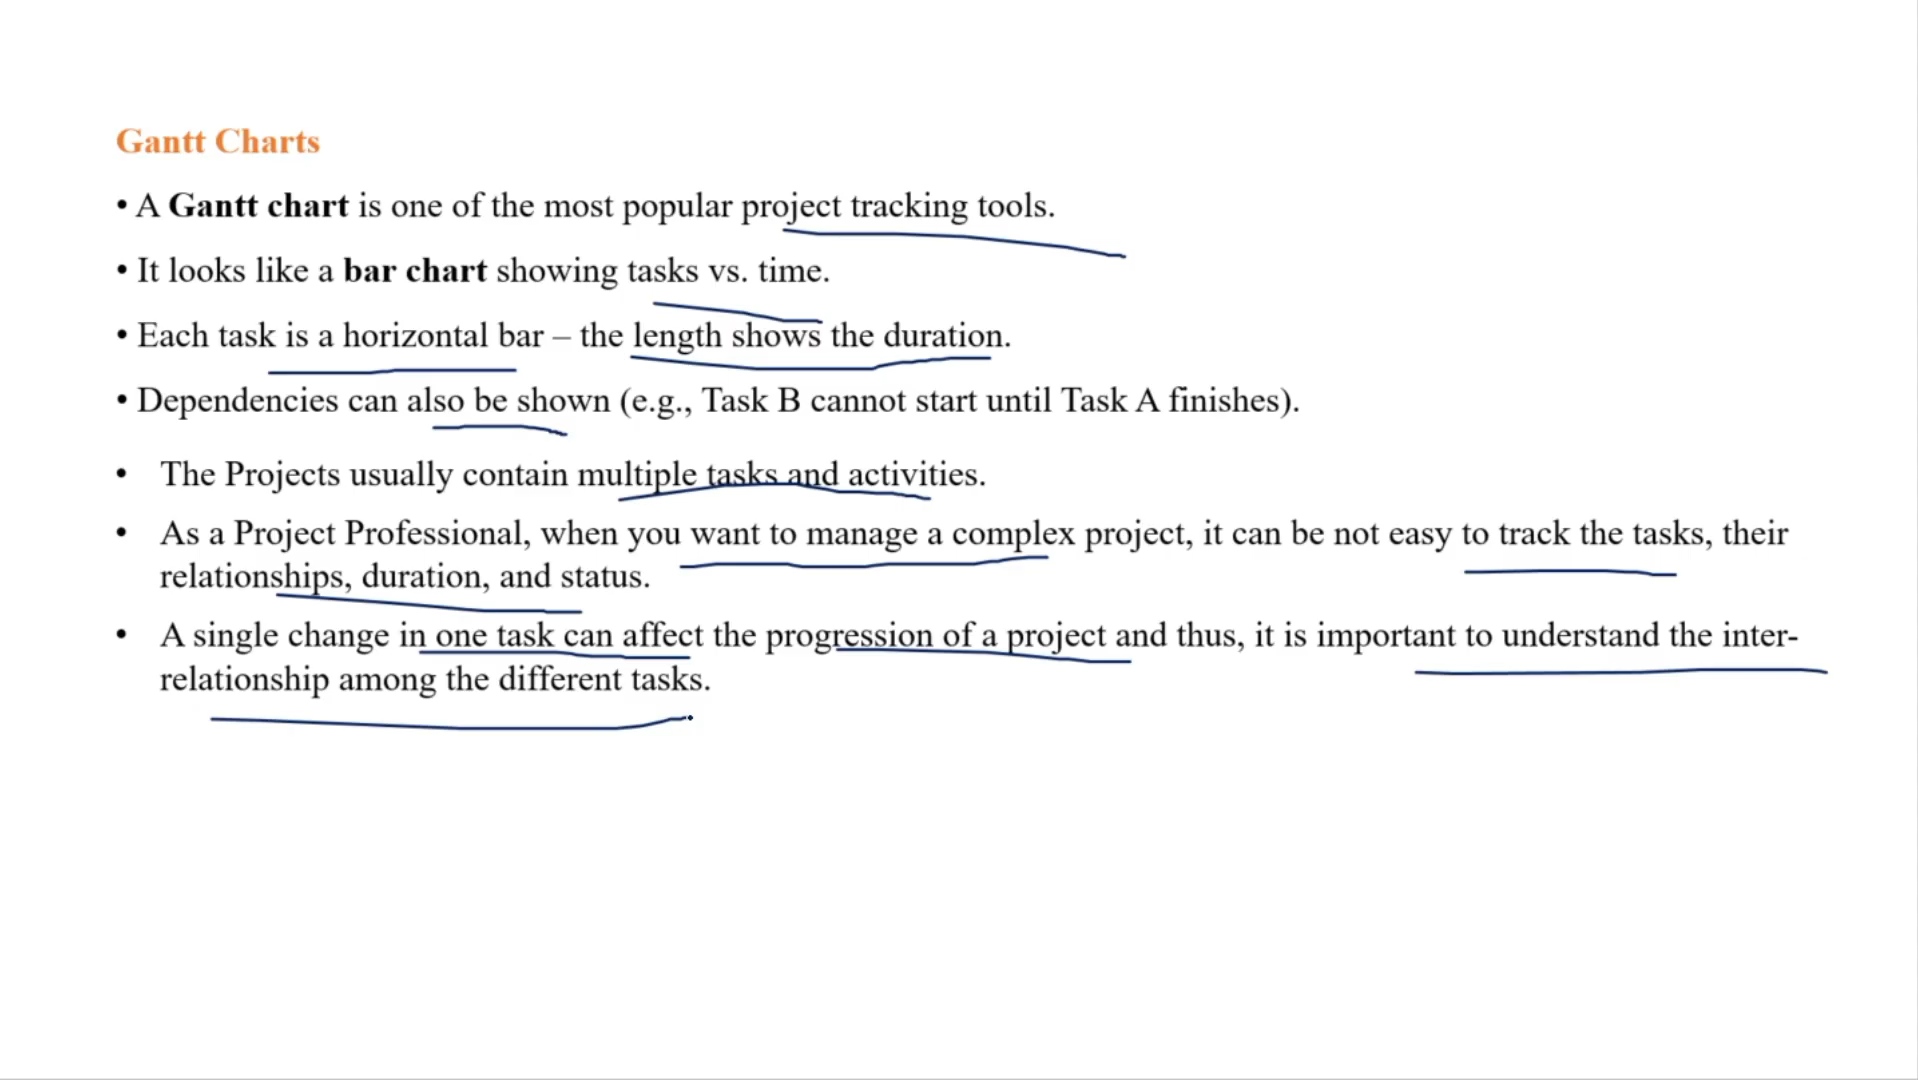 Gantt Charts
• A Gantt chart is one of the most popular project tracking tools.
• It looks like a bar chart showing tasks vs. time.
• Each task is a horizontal bar – the length shows the duration.
• Dependencies can also be shown (e.g., Task B cannot start until Task A finishes).
• The Projects usually contain multiple tasks and activities.
• As a Project Professional, when you want to manage a complex project, it can be not easy to track the tasks, their
relationships, duration, and status.
• A single change in one task can affect the progression of a project and thus, it is important to understand the inter-
relationship among the different tasks.